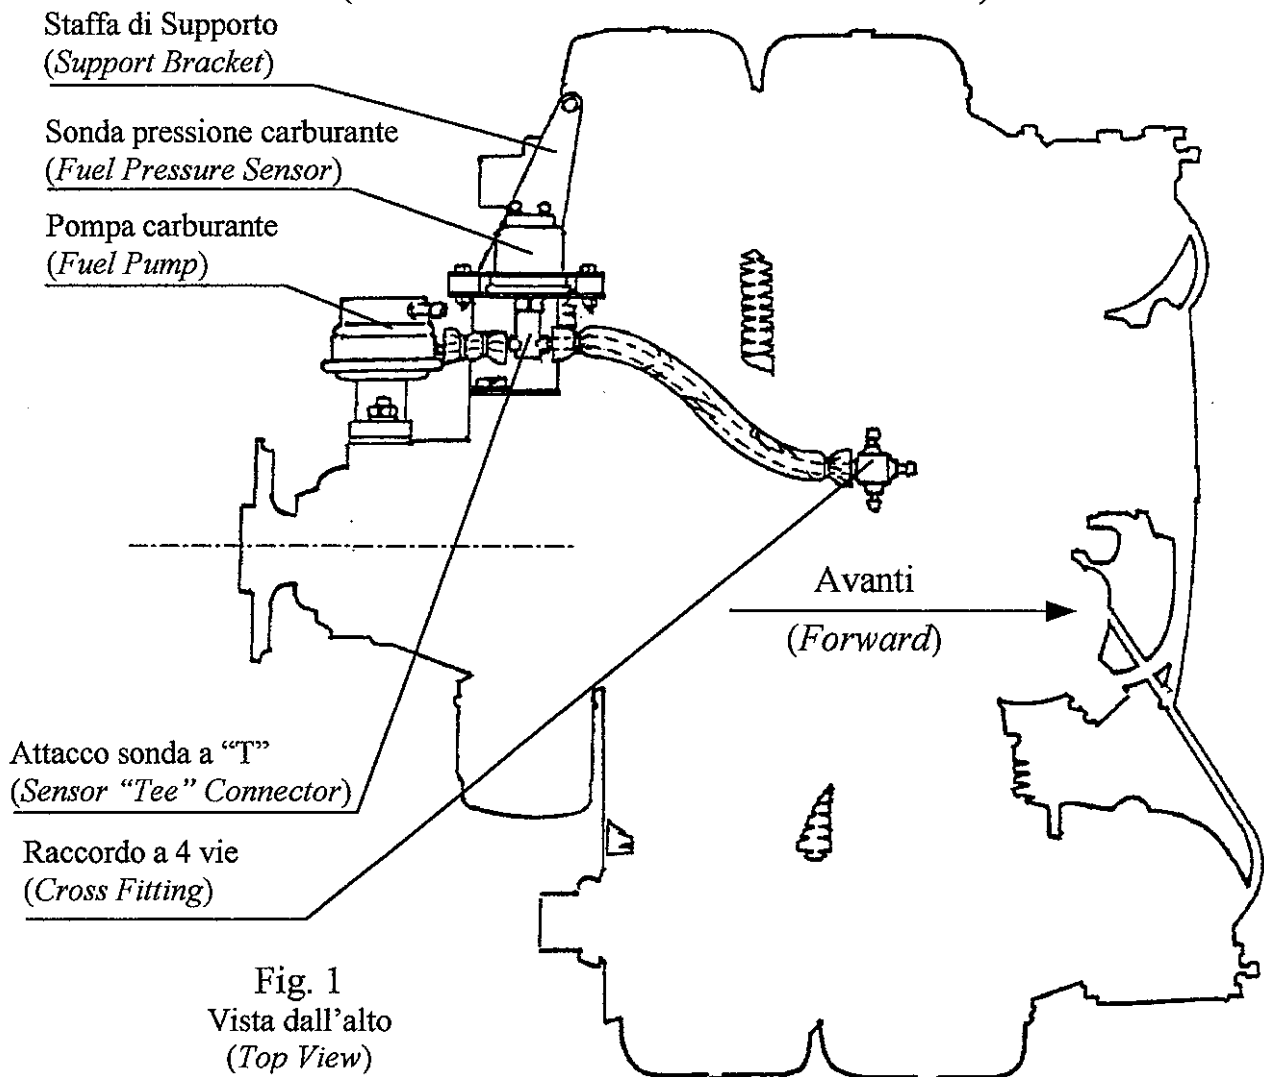 Staffa di Supporto
(Support Bracket)
Sonda pressione carburante
(Fuel Pressure Sensor)
Pompa carburante
(Fuel Pump)
Avanti
(Forward)
Attacco sonda a “T”
(Sensor “Tee” Connector)
Raccordo a 4 vie
(Cross Fitting)
Fig. 1
Vista dall’alto
(Top View)